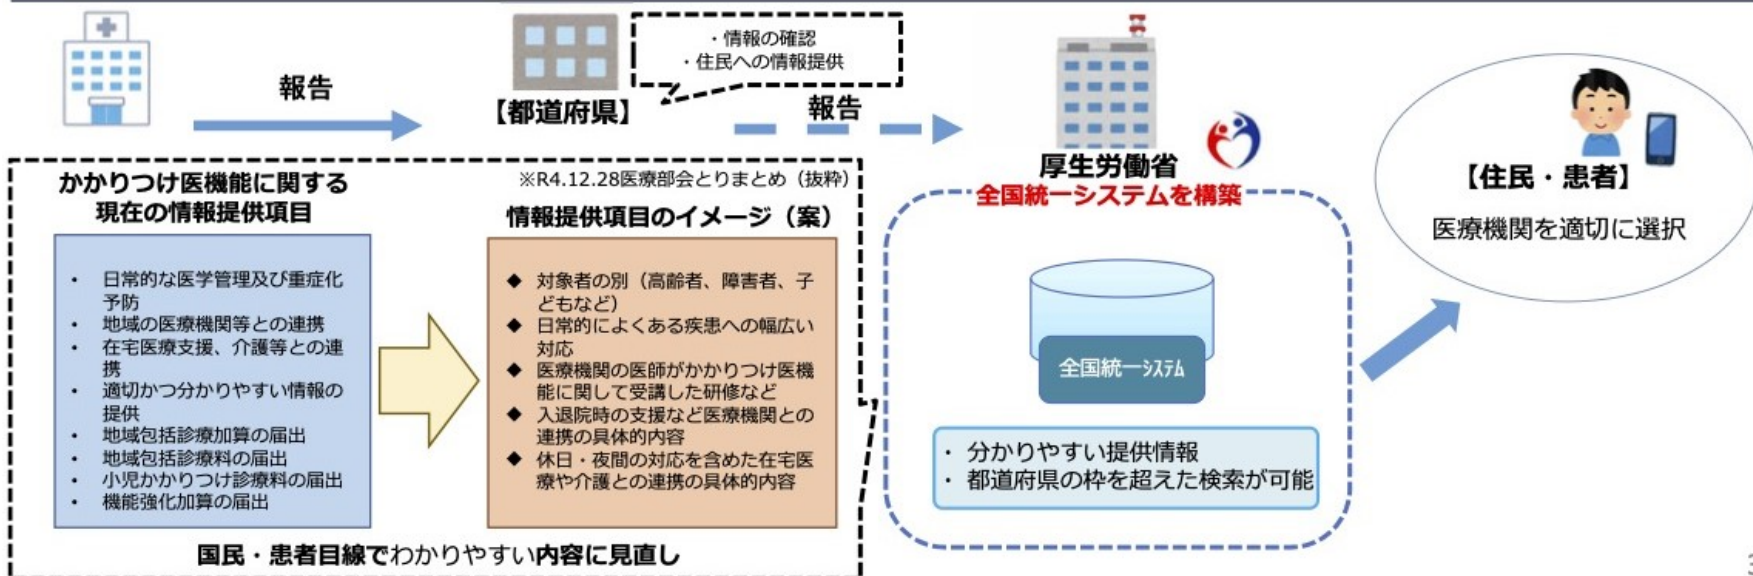 報告
・情報の確認
・住民への情報提供
【都道府県】
報告
厚生労働省
全国統一システムを構築
【住民・患者】
医療機関を適切に選択
かかりつけ医機能に関する
現在の情報提供項目
・ 日常的な医学管理及び重症化
予防
・ 地域の医療機関等との連携
・ 在宅医療支援、介護等との連
携
・ 適切かつ分かりやすい情報の
提供
・ 地域包括診療加算の届出
・ 地域包括診療料の届出
・ 小児かかりつけ診療料の届出
・ 機能強化加算の届出
※R4.12.28医療部会とりまとめ（抜粋）
情報提供項目のイメージ（案）
◆ 対象者の別（高齢者、障害者、子
どもなど）
◆ 日常的によくある疾患への幅広い
対応
◆ 医療機関の医師がかかりつけ医機
能に関して受講した研修など
◆ 入退院時の支援など医療機関との
連携の具体的内容
◆ 休日・夜間の対応を含めた在宅医
療や介護との連携の具体的内容
国民・患者目線でわかりやすい内容に見直し
全国統一ｼｽﾃﾑ
・ 分かりやすい提供情報
・ 都道府県の枠を超えた検索が可能